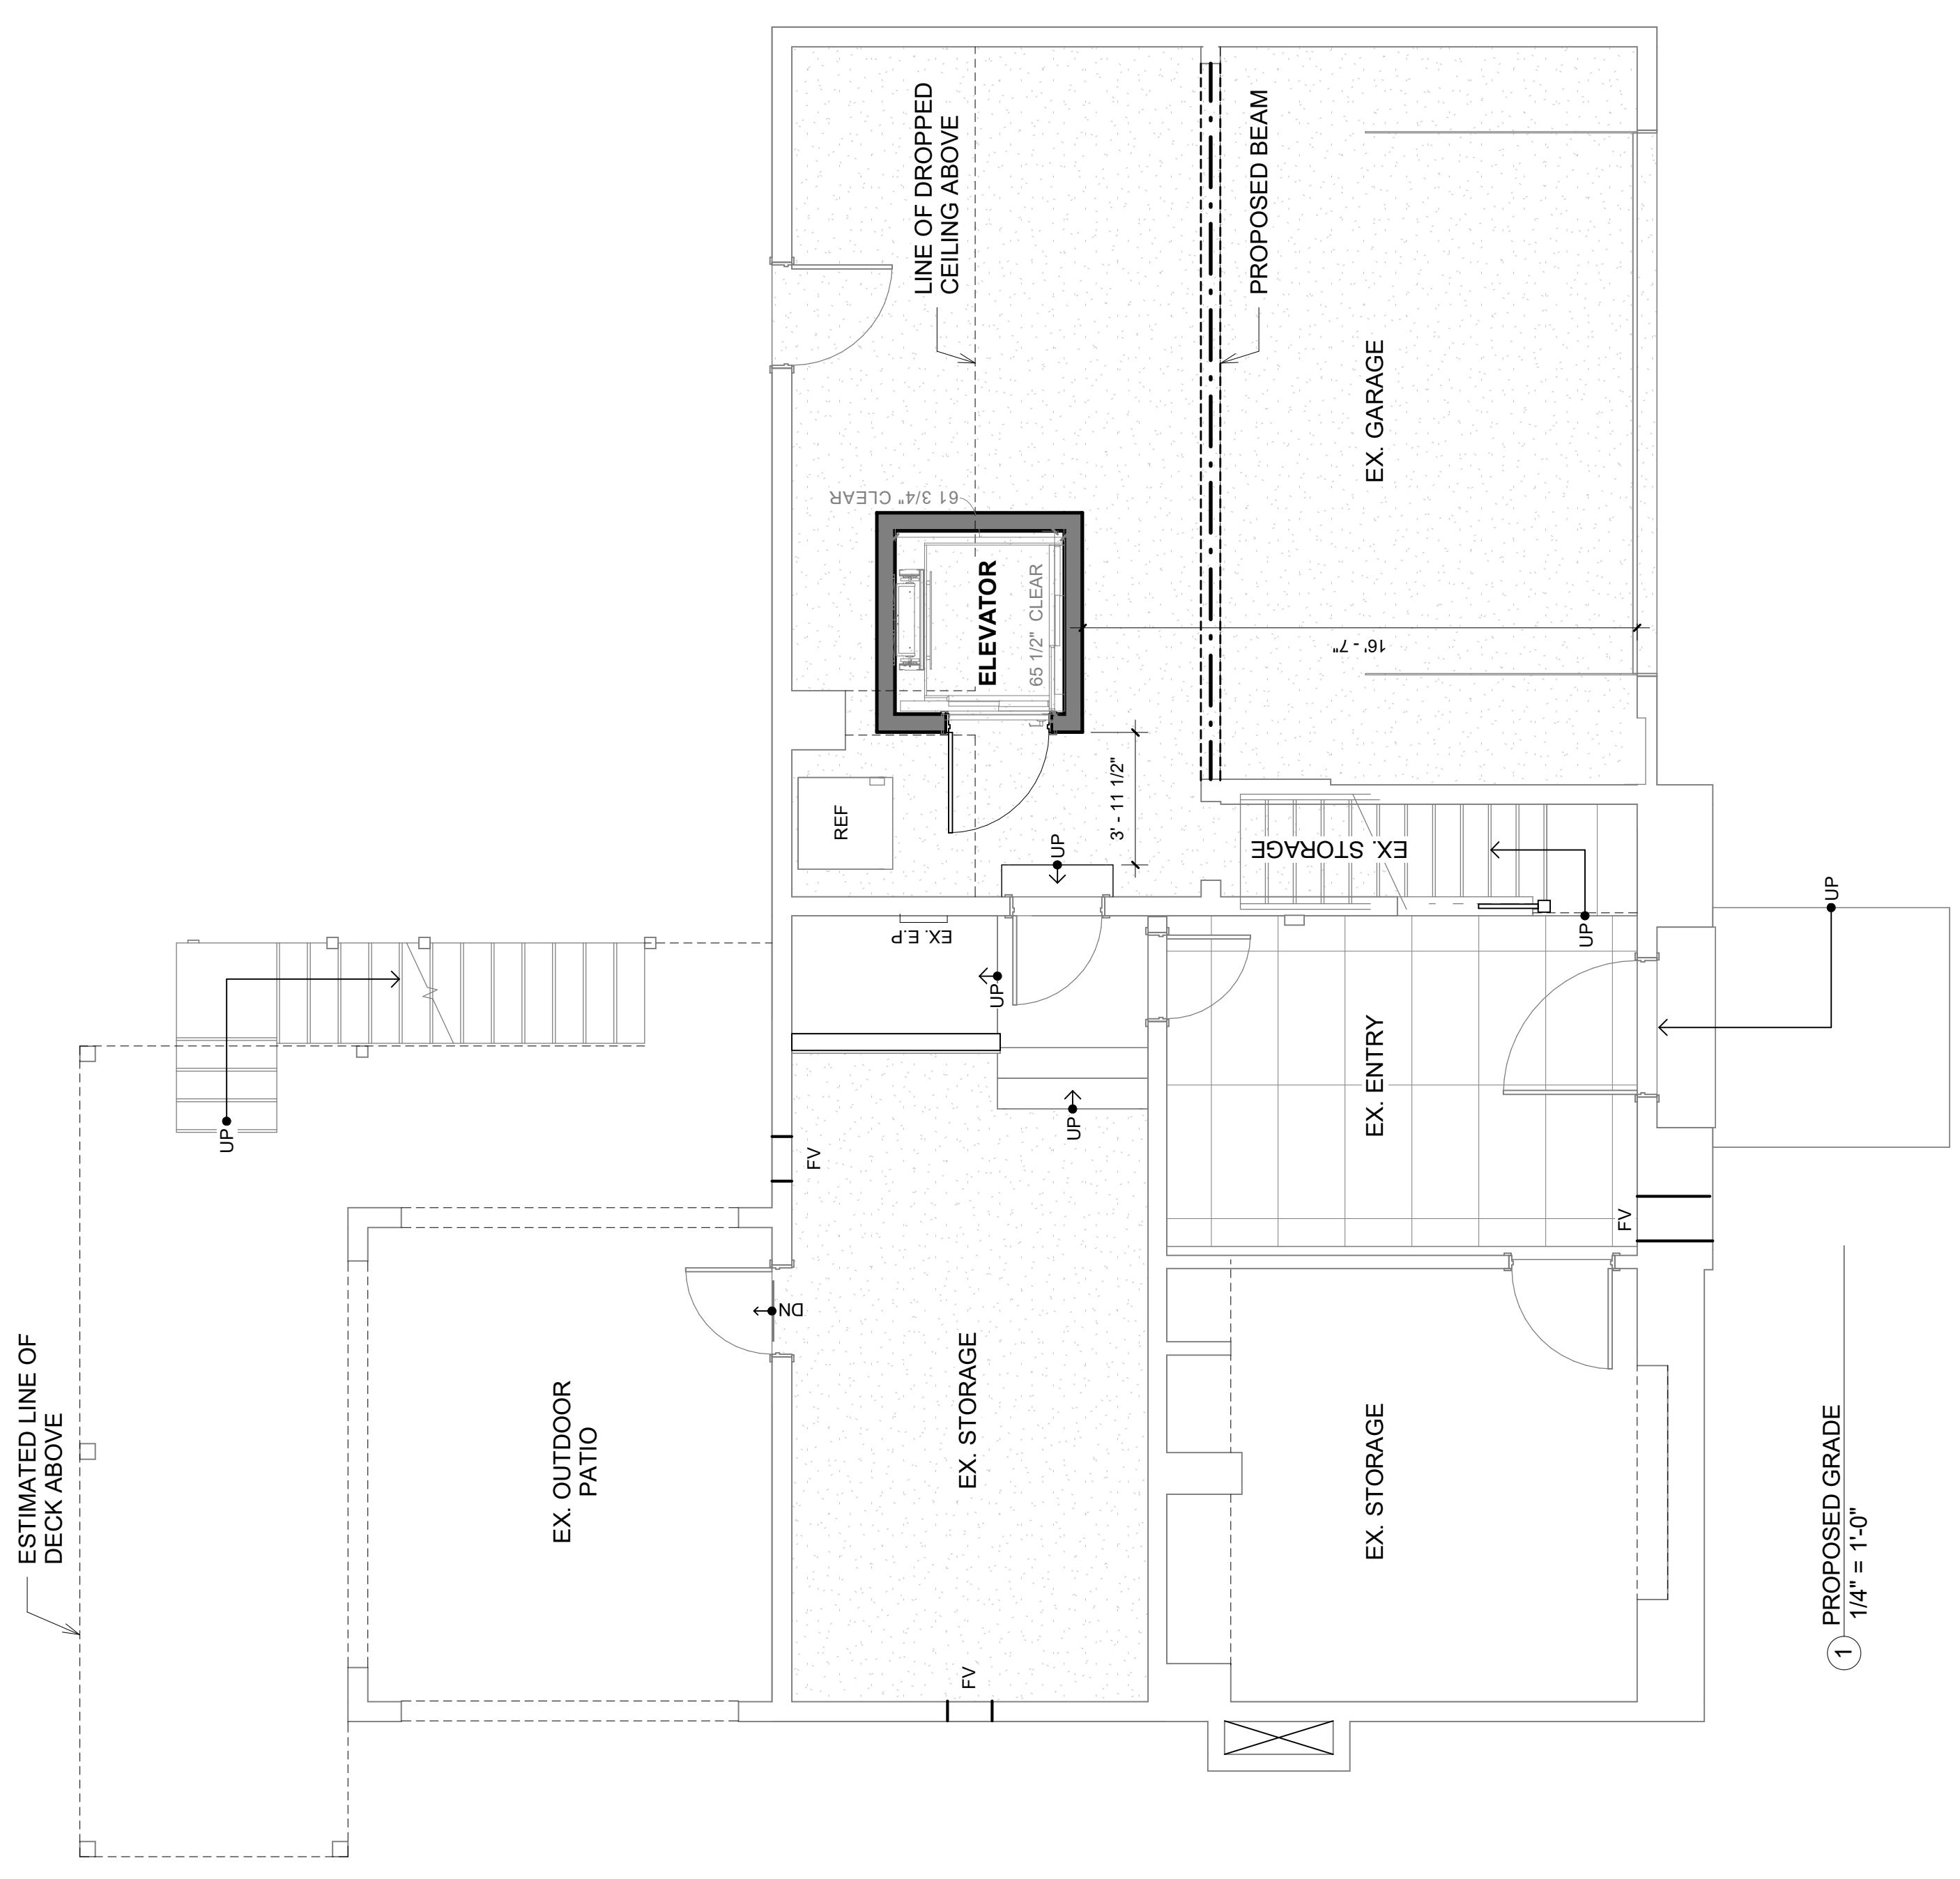 ESTIMATED LINE OF
DECK ABOVE
UP
EX. OUTDOOR
PATIO
DN
FV
REF
EX. E.P
UP
LINE OF DROPPED
CEILING ABOVE
61 3/4" CLEAR
ELEVATOR
65 1/2" CLEAR
UP
3' - 11 1/2"
UP
EX. STORAGE
FV
PROPOSED BEAM
EX. GARAGE
16' - 7"
EX. STORAGE
UP
EX. ENTRY
FV
EX. STORAGE
UP
1
PROPOSED GRADE
1/4" = 1'-0"